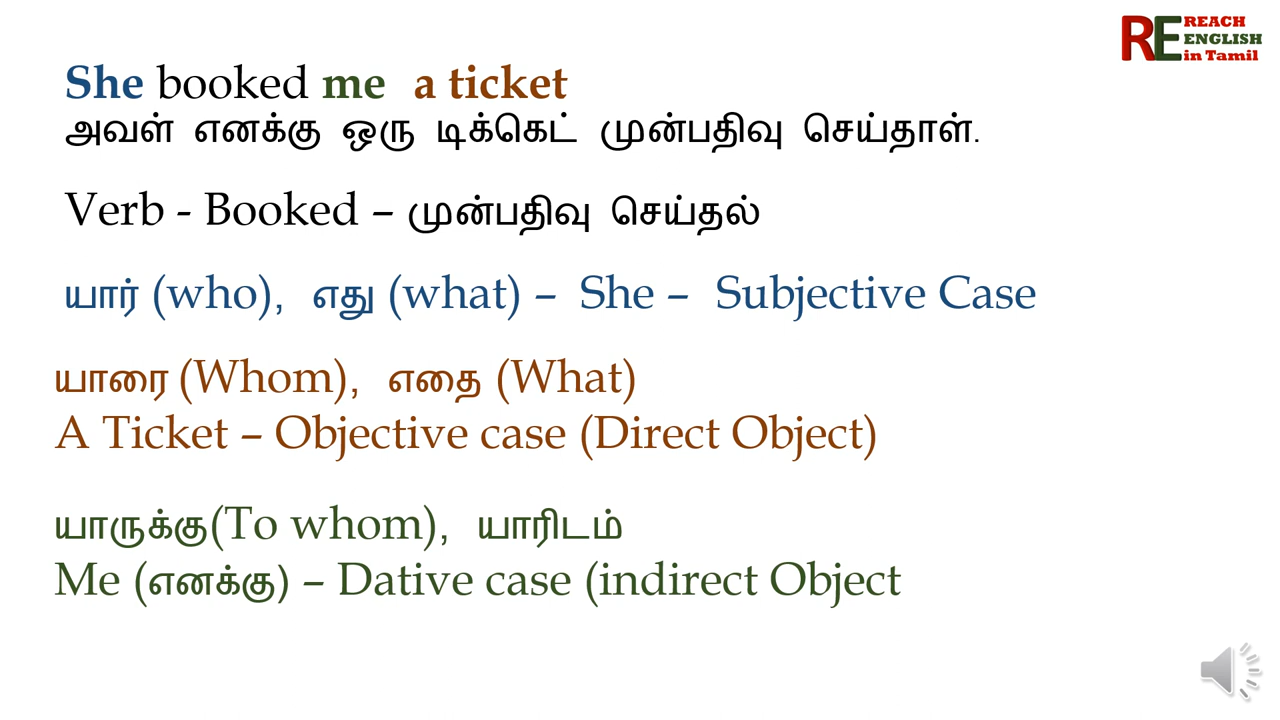 RE REACH
ENGLISH
in Tamil
She booked me a ticket
அவள் எனக்கு ஒரு டிக்கெட் முன்பதிவு செய்தாள்.
Verb - Booked – முன்பதிவு செய்தல்
யார் (who), எது (what) – She – Subjective Case
யாரை (Whom), எதை (What)
A Ticket – Objective case (Direct Object)
யாருக்கு(To whom), யாரிடம்
Me (எனக்கு) – Dative case (indirect Object